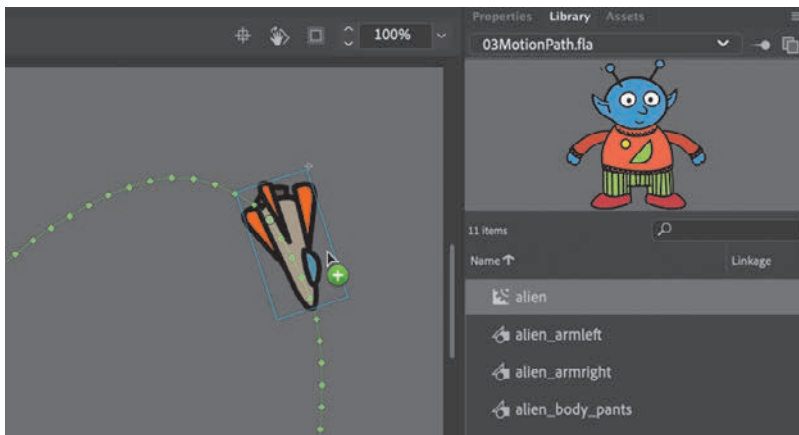 Properties Library Assets
100%
03MotionPath.fla
11 items
Name Linkage
alien
alien_armleft
alien_armright
alien_body_pants